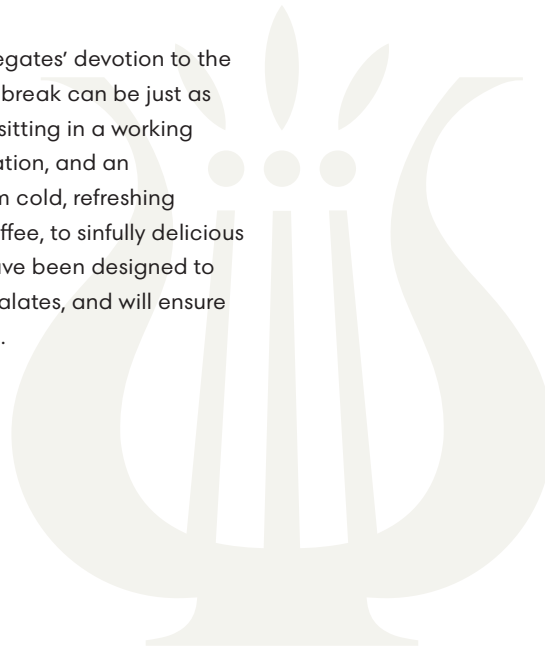 egates’ devotion to the
break can be just as
sitting in a working
ation, and an
m cold, refreshing
ffee, to sinfully delicious
ave been designed to
alates, and will ensure
.